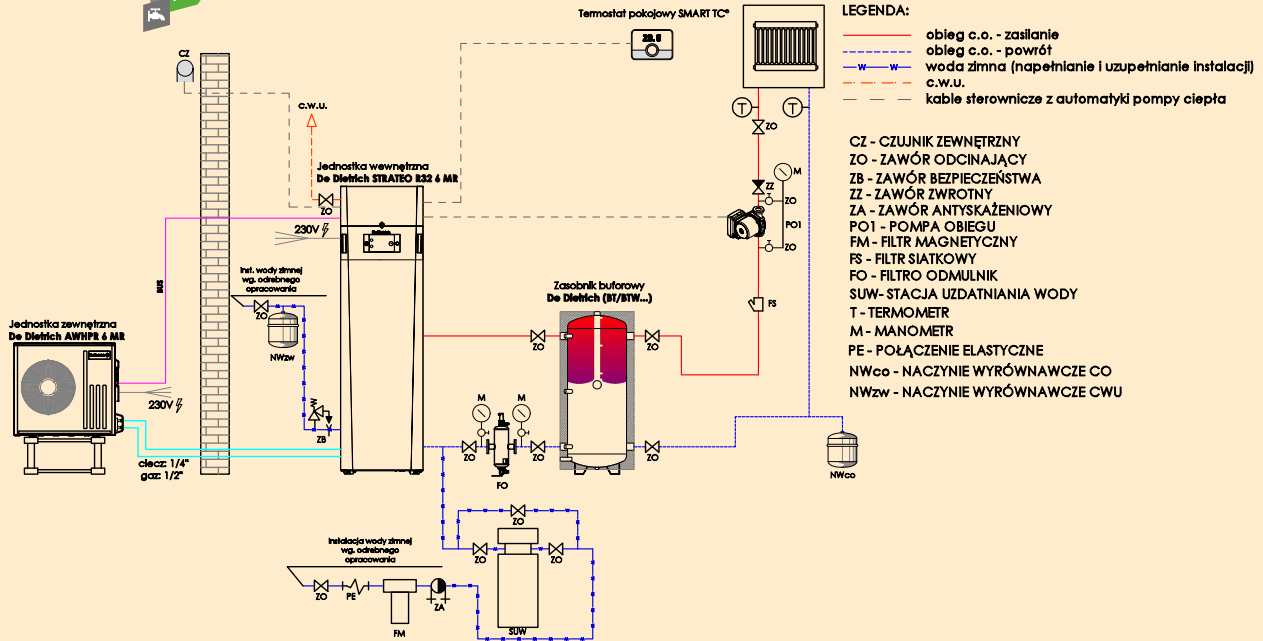 Termostat pokojowy SMART TC°
LEGENDA:
obieg c.o. - zasilanie
obieg c.o. - powrót
woda zimna (napełnianie i uzupełnianie instalacji)
c.w.u.
kable sterownicze z automatyki pompy ciepła
CZ - CZUJNIK ZEWNĘTRZNY
ZO - ZAWÓR ODCINAJĄCY
ZB - ZAWÓR BEZPIECZEŃSTWA
ZZ - ZAWÓR ZWROTNY
ZA - ZAWÓR ANTYSKAŻENIOWY
PO1 - POMPA OBIEGU
FM - FILTR MAGNETYCZNY
FS - FILTR SIATKOWY
FO - FILTRO ODMULNIK
SUW- STACJA UZDATNIANIA WODY
T - TERMOMETR
M - MANOMETR
PE - POŁĄCZENIE ELASTYCZNE
NWco - NACZYNIE WYRÓWNAWCZE CO
NWzw - NACZYNIE WYRÓWNAWCZE CWU
CZ
c.w.u.
Jednostka wewnętrzna
De Dietrich STRATEO R32 6 MR
ZO
230V
BUS
Inst. wody zimnej
wg. odrebnego
opracowania
ZO
NWzw
ZB
Jednostka zewnętrzna
De Dietrich AWHPR 6 MR
230V
ciecz: 1/4"
gaz: 1/2"
T
T
ZO
M
ZZ
ZO
PO1
ZO
FS
Zasobnik buforowy
De Dietrich (BT/BTW...)
ZO
ZO
M
M
ZO
ZO
ZO
FO
NWco
Instalacja wody zimnej
wg. odrebnego
opracowania
ZO
PE
FM
ZA
ZO
ZO
ZO
SUW